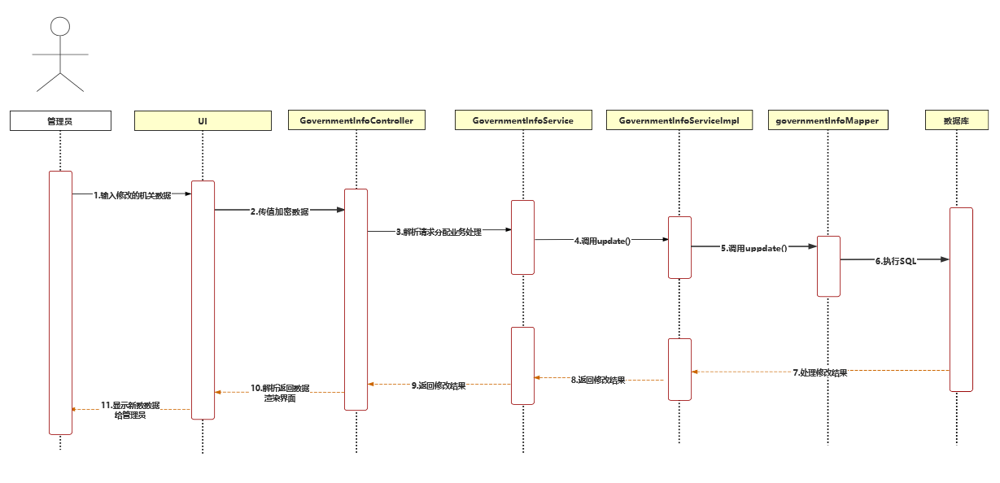 管理员
UI
GovernmentInfoController
GovernmentInfoService
GovernmentInfoServiceImpl
governmentInfoMapper
数据库
1.输入修改的机关数据
2.传值加密数据
3.解析请求分配业务处理
4.调用update()
5.调用uppdate()
6.执行SQL
7.处理修改结果
8.返回修改结果
9.返回修改结果
10.解析返回数据
渲染界面
11.显示新数数据
给管理员